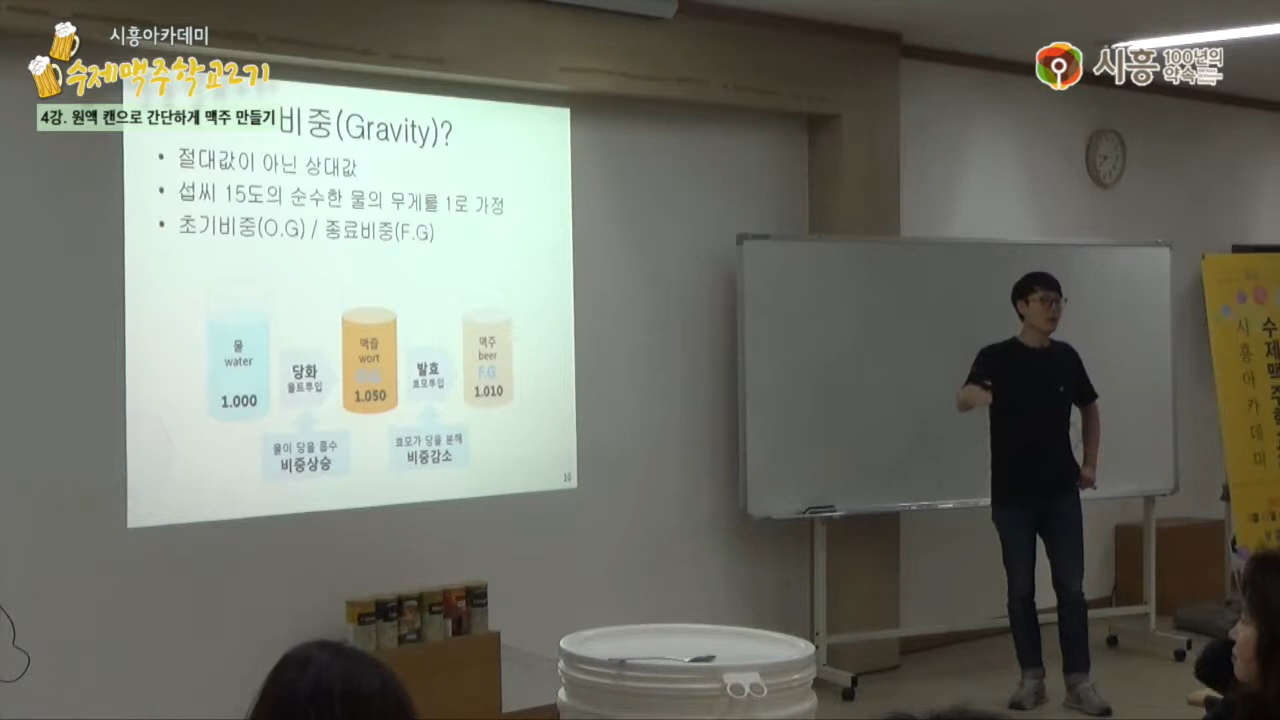 시흥아카데미
수제맥주학교2기
4강. 원액 캔으로 간단하게 맥주 만들기
시흥 100년의 약속
비중(Gravity)?
• 절대값이 아닌 상대값
• 섭씨 15도의 순수한 물의 무게를 1로 가정
• 초기비중(O.G) / 종료비중(F.G)
물
water
1.000
당화
몰트투입
맥즙
wort
O.G
1.050
발효
효모투입
맥주
beer
F.G
1.010
물이 당을 흡수
비중상승
효모가 당을 분해
비중감소
10
시흥아카데미
수제맥주